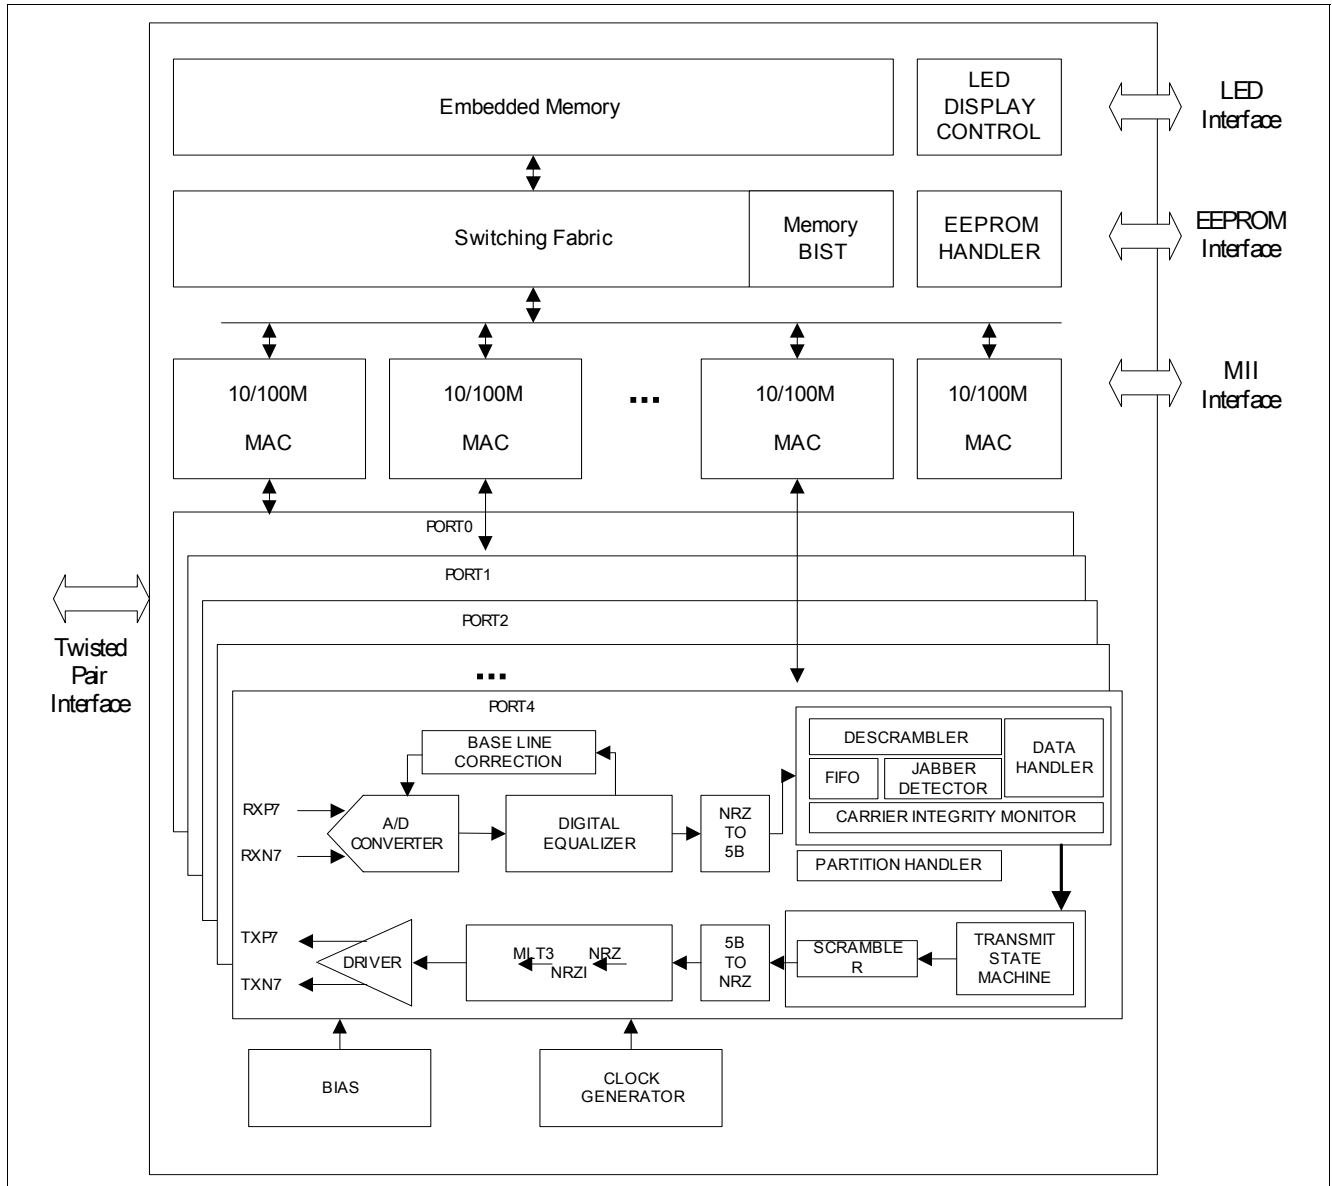 Embedded Memory
LED
DISPLAY
CONTROL
LED
Interface
Switching Fabric
Memory
BIST
EEPROM
HANDLER
EEPROM
Interface
10/100M
MAC
10/100M
MAC
...
10/100M
MAC
10/100M
MAC
MII
Interface
PORT0
PORT1
PORT2
...
PORT4
Twisted
Pair
Interface
BASE LINE
CORRECTION
DESCRAMBLER
DATA
HANDLER
FIFO
JABBER
DETECTOR
CARRIER INTEGRITY MONITOR
RXP7
RXN7
A/D
CONVERTER
DIGITAL
EQUALIZER
NRZ
TO
5B
PARTITION HANDLER
TXP7
TXN7
DRIVER
MLT3
NRZI
NRZ
5B
TO
NRZ
SCRAMBLE
R
TRANSMIT
STATE
MACHINE
BIAS
CLOCK
GENERATOR